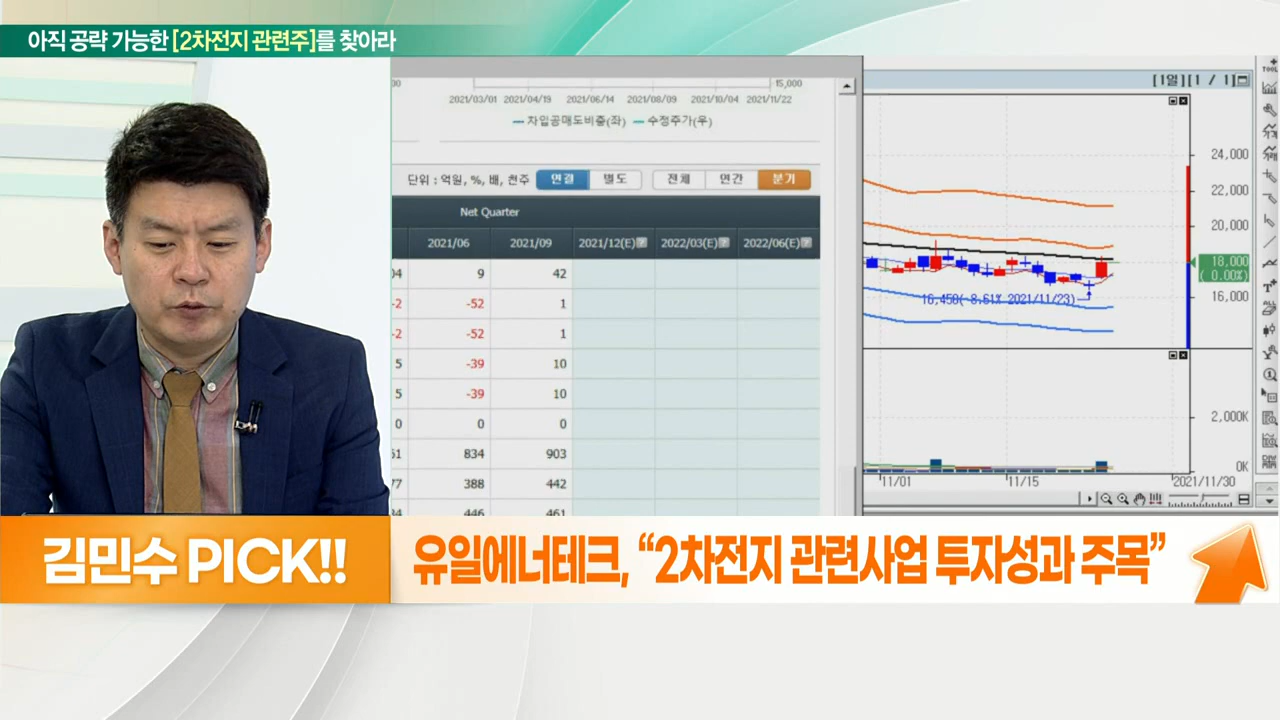 아직 공략 가능한 [2차전지 관련주]를 찾아라
15,000
2021/03/01 2021/04/19 2021/06/14 2021/08/09 2021/10/04 2021/11/22
차입공매도비중(좌) 수정주가(우)
단위 : 억원, %, 배, 천주 연결 별도 전체 연간 분기
Net Quarter
2021/06 2021/09 2021/12(E) 2022/03(E) 2022/06(E)
9 42
-2 -52 1
-2 -52 1
5 -39 10
5 -39 10
0 0 0
834 903
388 442
446 461
[1일][1 / 1]
24,000
22,000
20,000
18,000
( 0.00%)
16,000
16,450(-8.61% 2021/11/23)
2,000K
0K
11/01 11/15 2021/11/30
김민수 PICK!!
유일에너테크, “2차전지 관련사업 투자성과 주목”